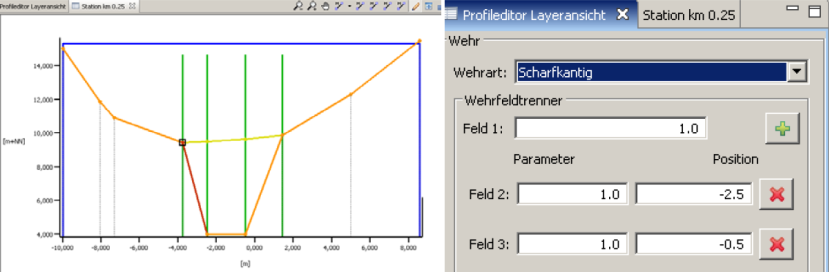 Profileditor Layeransicht Station km 0.25
14,000
12,000
10,000
[m+NN]
8,000
6,000
4,000
-10,000 -8,000 -6,000 -4,000 -2,000 0,000 2,000 4,000 6,000 8,000
[m]
Profileditor Layeransicht Station km 0.25
Wehr
Wehrart: Scharfkantig
Wehrfeldtrenner
Feld 1: 1.0
Parameter Position
Feld 2: 1.0 -2.5
Feld 3: 1.0 -0.5